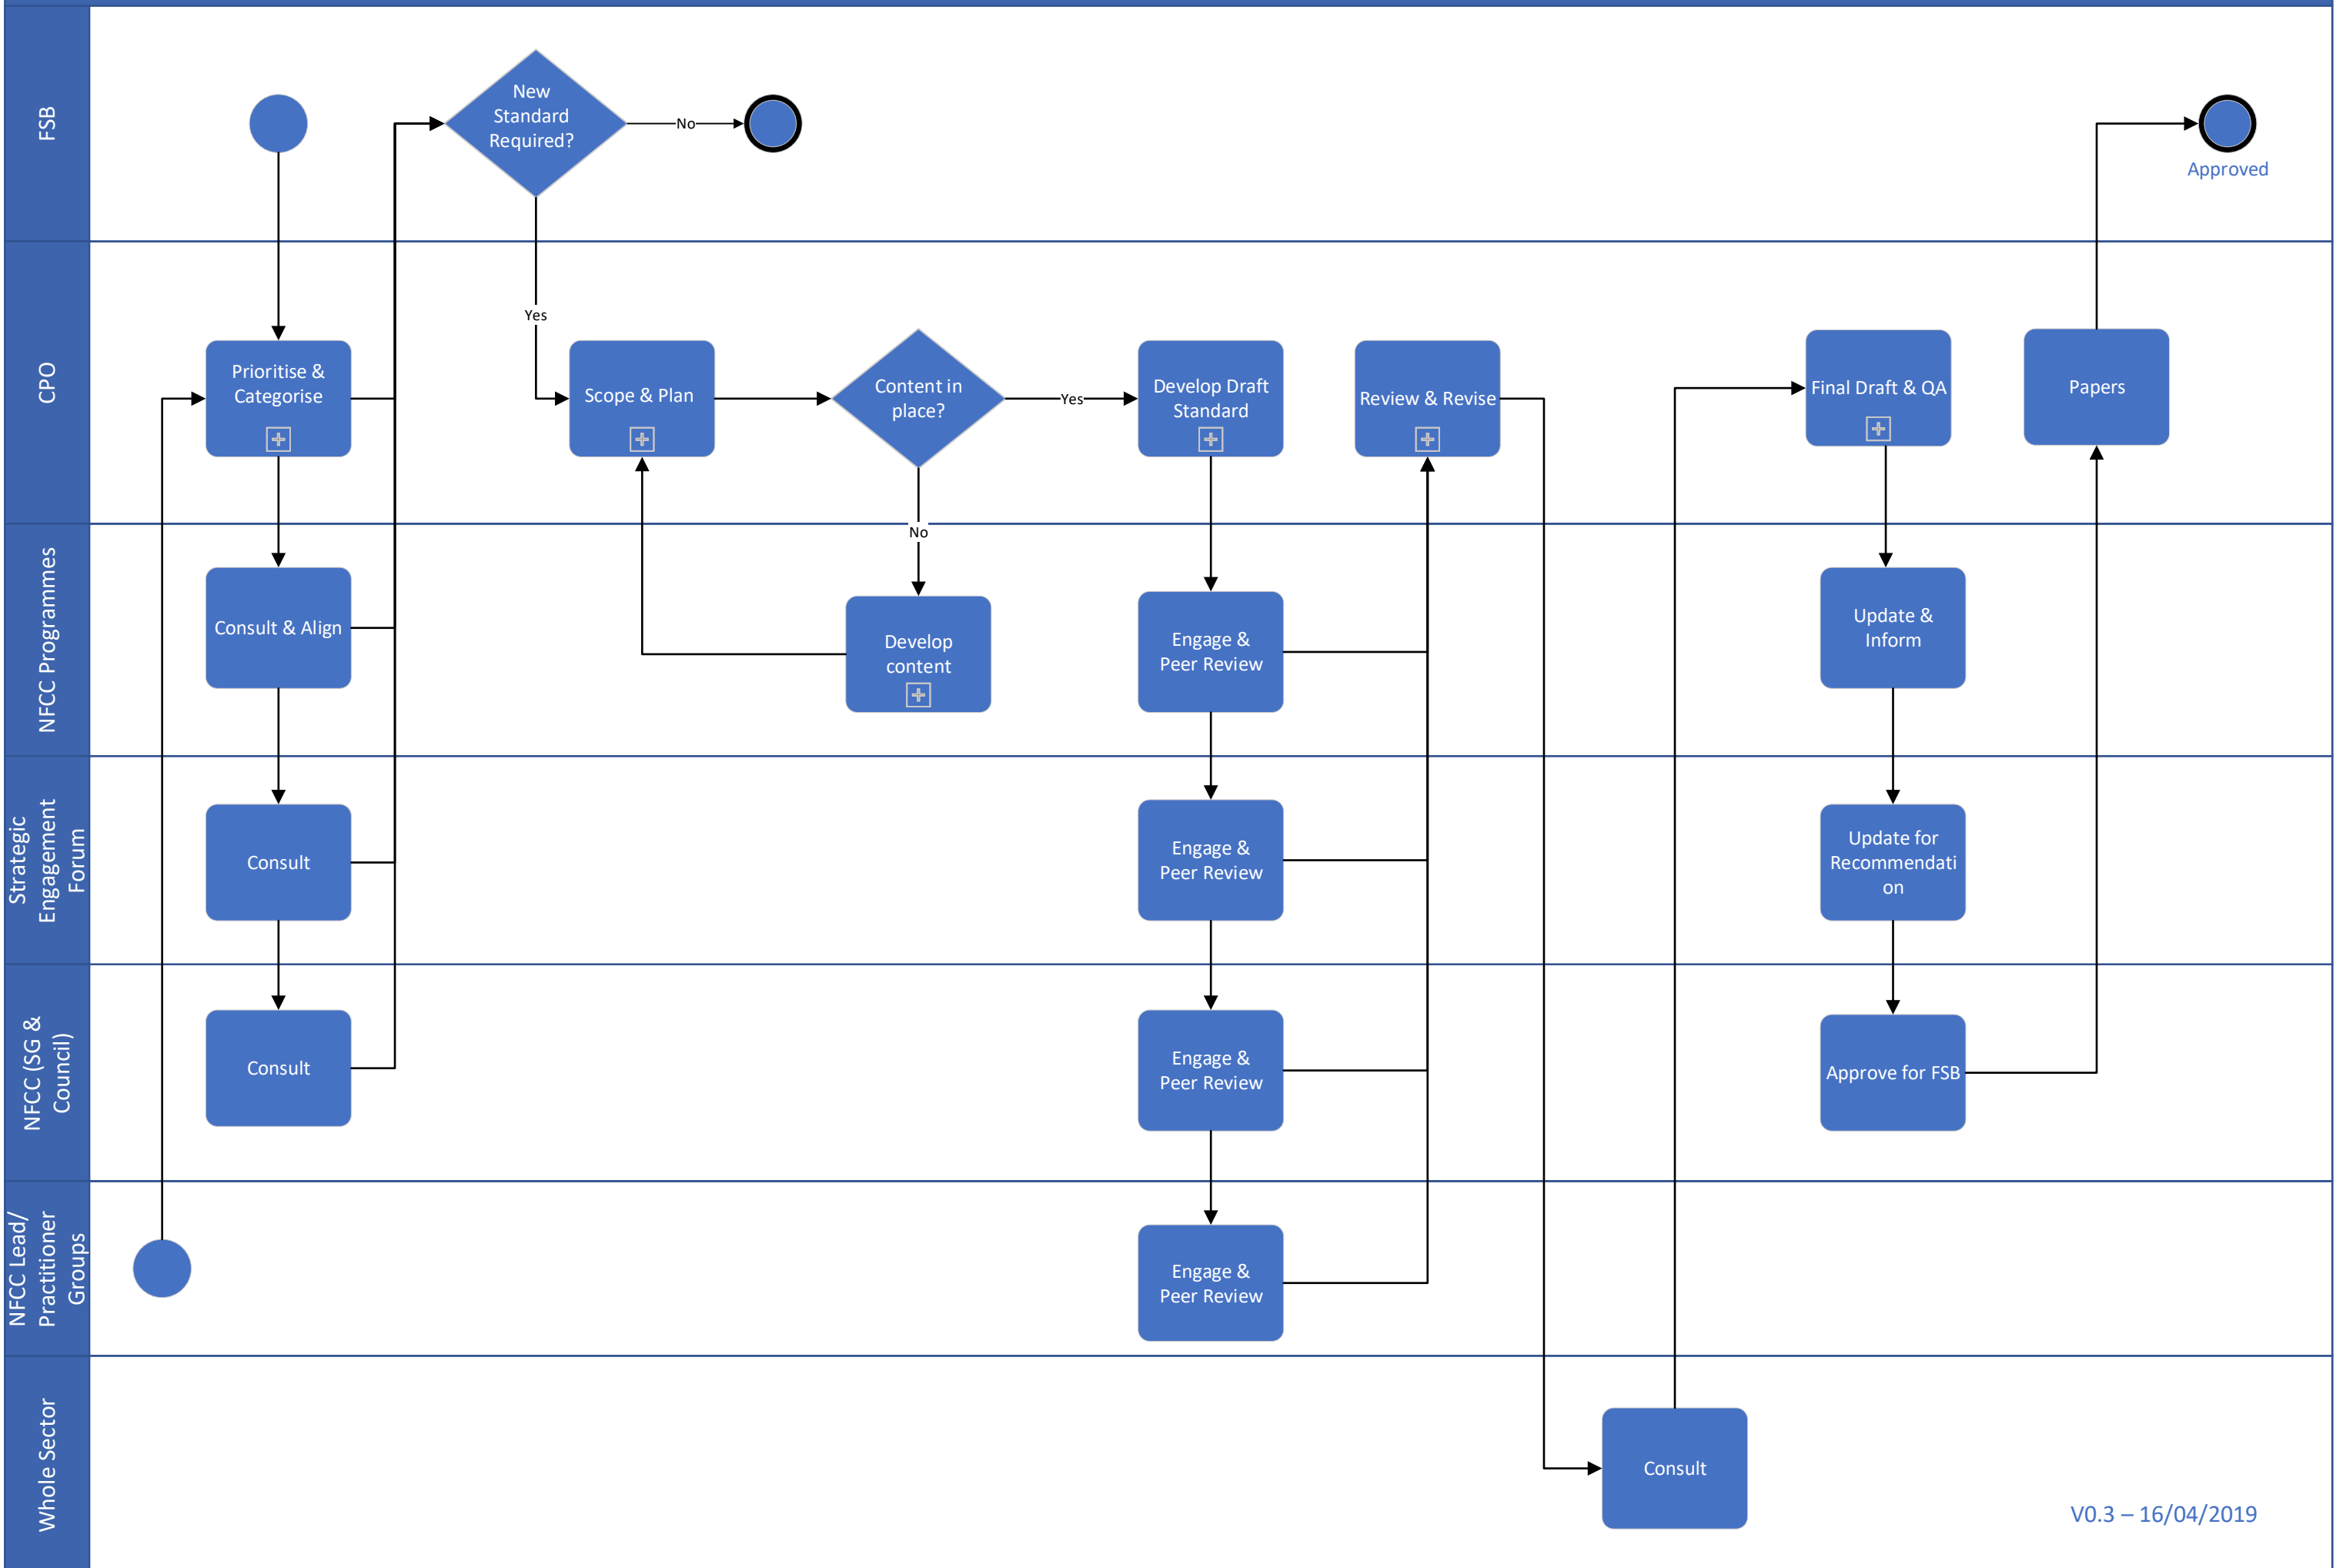 FSB
New
Standard
Required?
No
Approved
Yes
CPO
Prioritise &
Categorise
Scope & Plan
Content in
place?
Yes
Develop Draft
Standard
Review & Revise
Final Draft & QA
Papers
No
NFCC Programmes
Consult & Align
Develop
content
Engage &
Peer Review
Update &
Inform
Strategic
Engagement
Forum
Consult
Engage &
Peer Review
Update for
Recommendati
on
NFCC (SG &
Council)
Consult
Engage &
Peer Review
Approve for FSB
NFCC Lead/
Practitioner
Groups
Engage &
Peer Review
Whole Sector
Consult
V0.3 – 16/04/2019